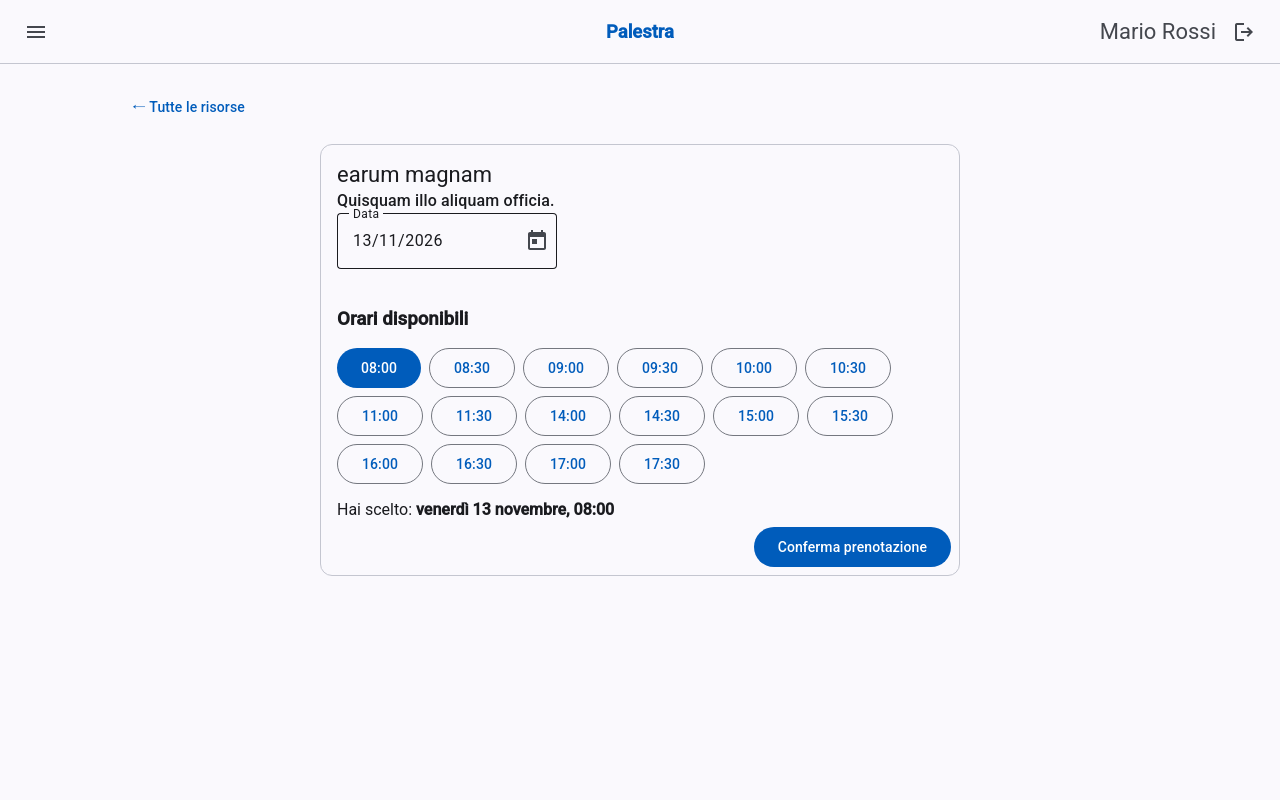 Palestra
Mario Rossi
← Tutte le risorse
earum magnam
Quisquam illo aliquam officia.
Data
13/11/2026
Orari disponibili
08:00 08:30 09:00 09:30 10:00 10:30
11:00 11:30 14:00 14:30 15:00 15:30
16:00 16:30 17:00 17:30
Hai scelto: venerdì 13 novembre, 08:00
Conferma prenotazione